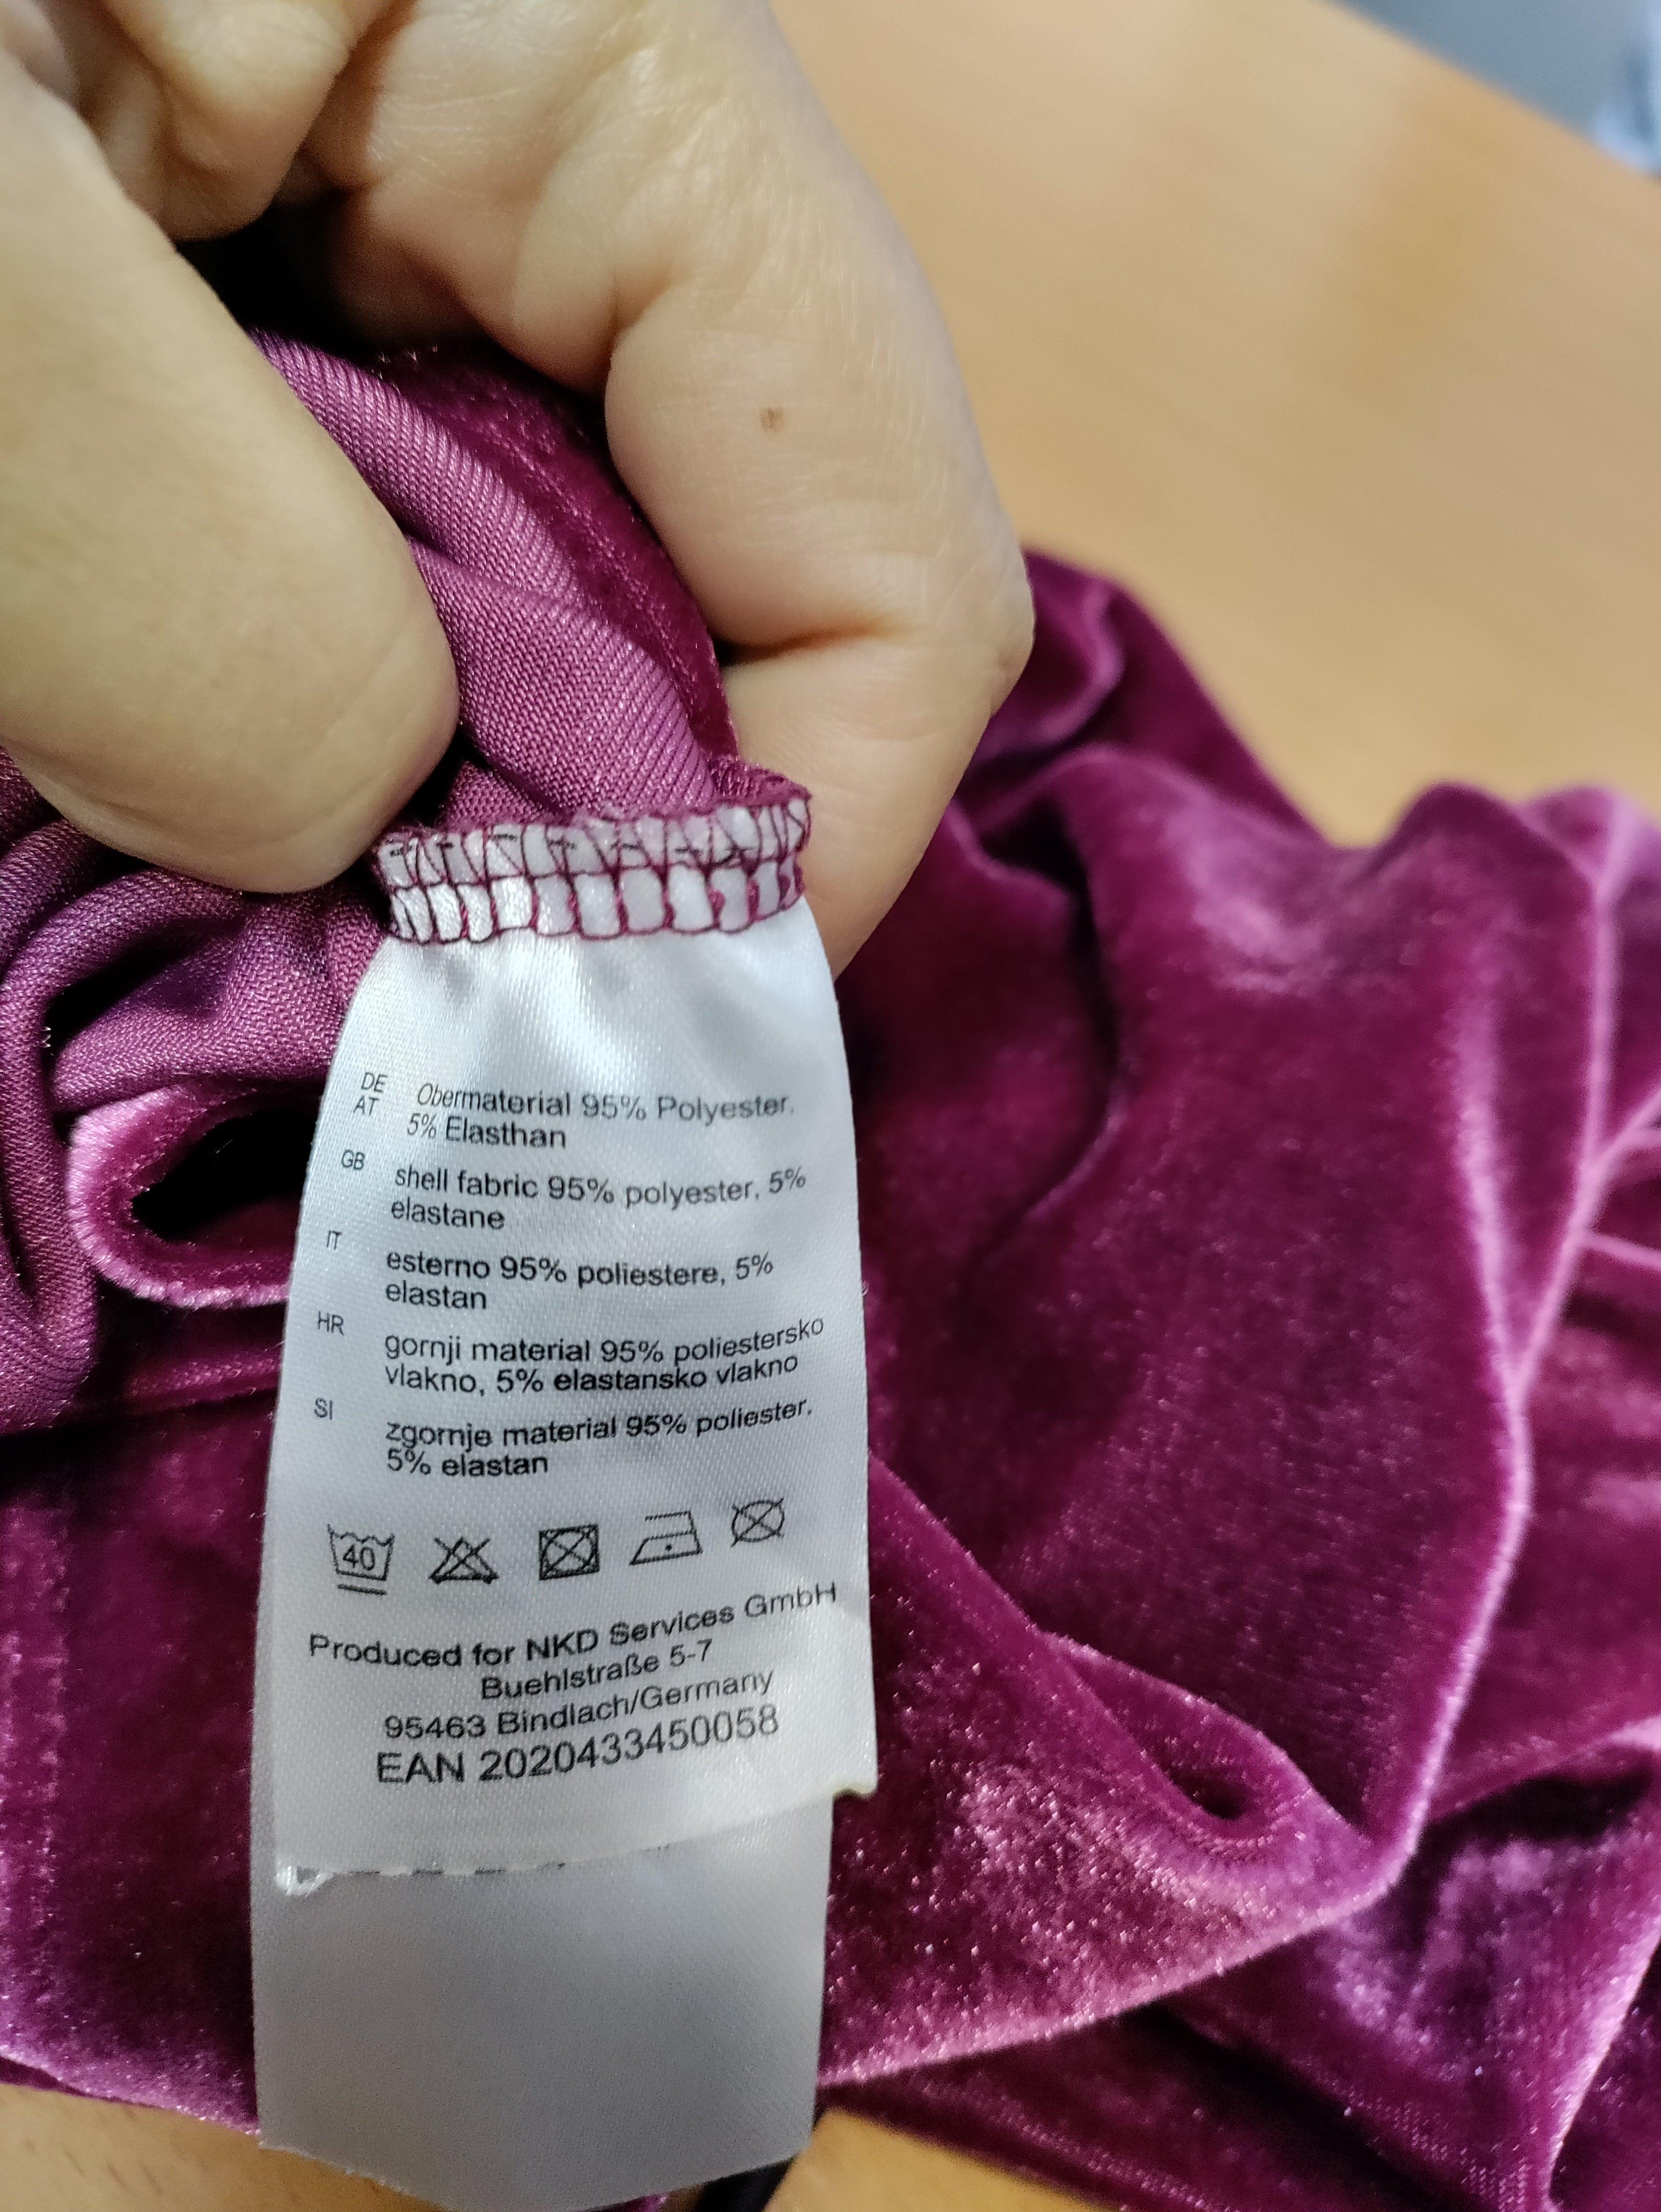 DE
AT
Obermaterial 95% Polyester,
5% Elasthan
GB
shell fabric 95% polyester, 5%
elastane
IT
esterno 95% poliestere, 5%
elastan
HR
gornji material 95% poliestersko
vlakno, 5% elastansko vlakno
SI
zgornje material 95% poliester,
5% elastan
40
Produced for NKD Services GmbH
Buehlstraße 5-7
95463 Bindlach/Germany
EAN 2020433450058